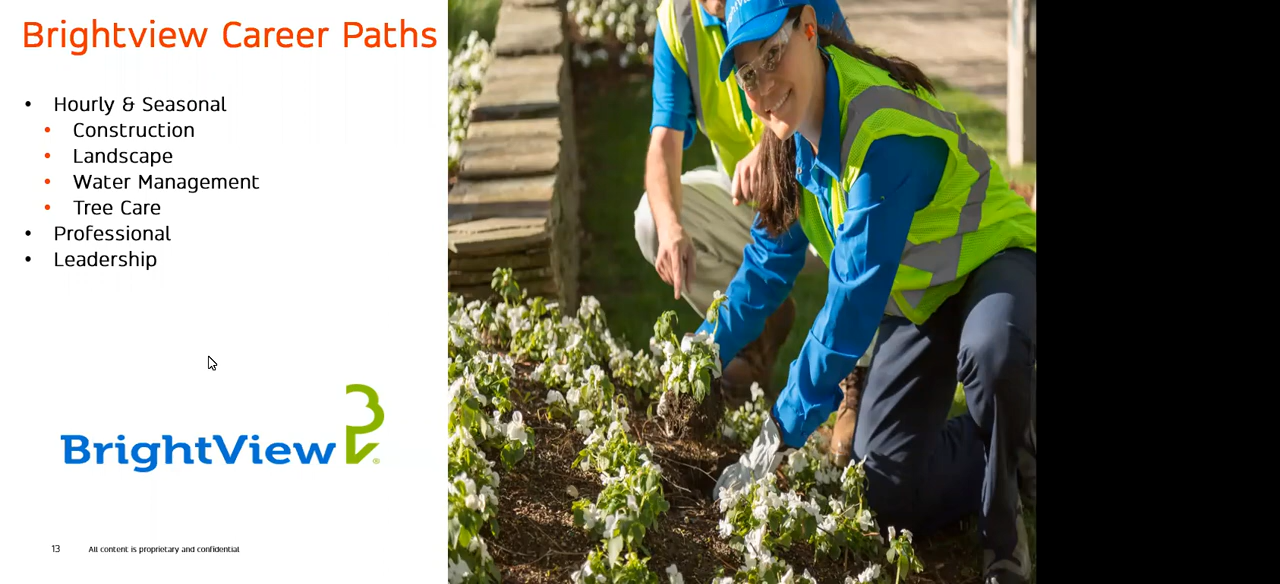 Brightview Career Paths
• Hourly & Seasonal
• Construction
• Landscape
• Water Management
• Tree Care
• Professional
• Leadership
BrightView
®
13 All content is proprietary and confidential